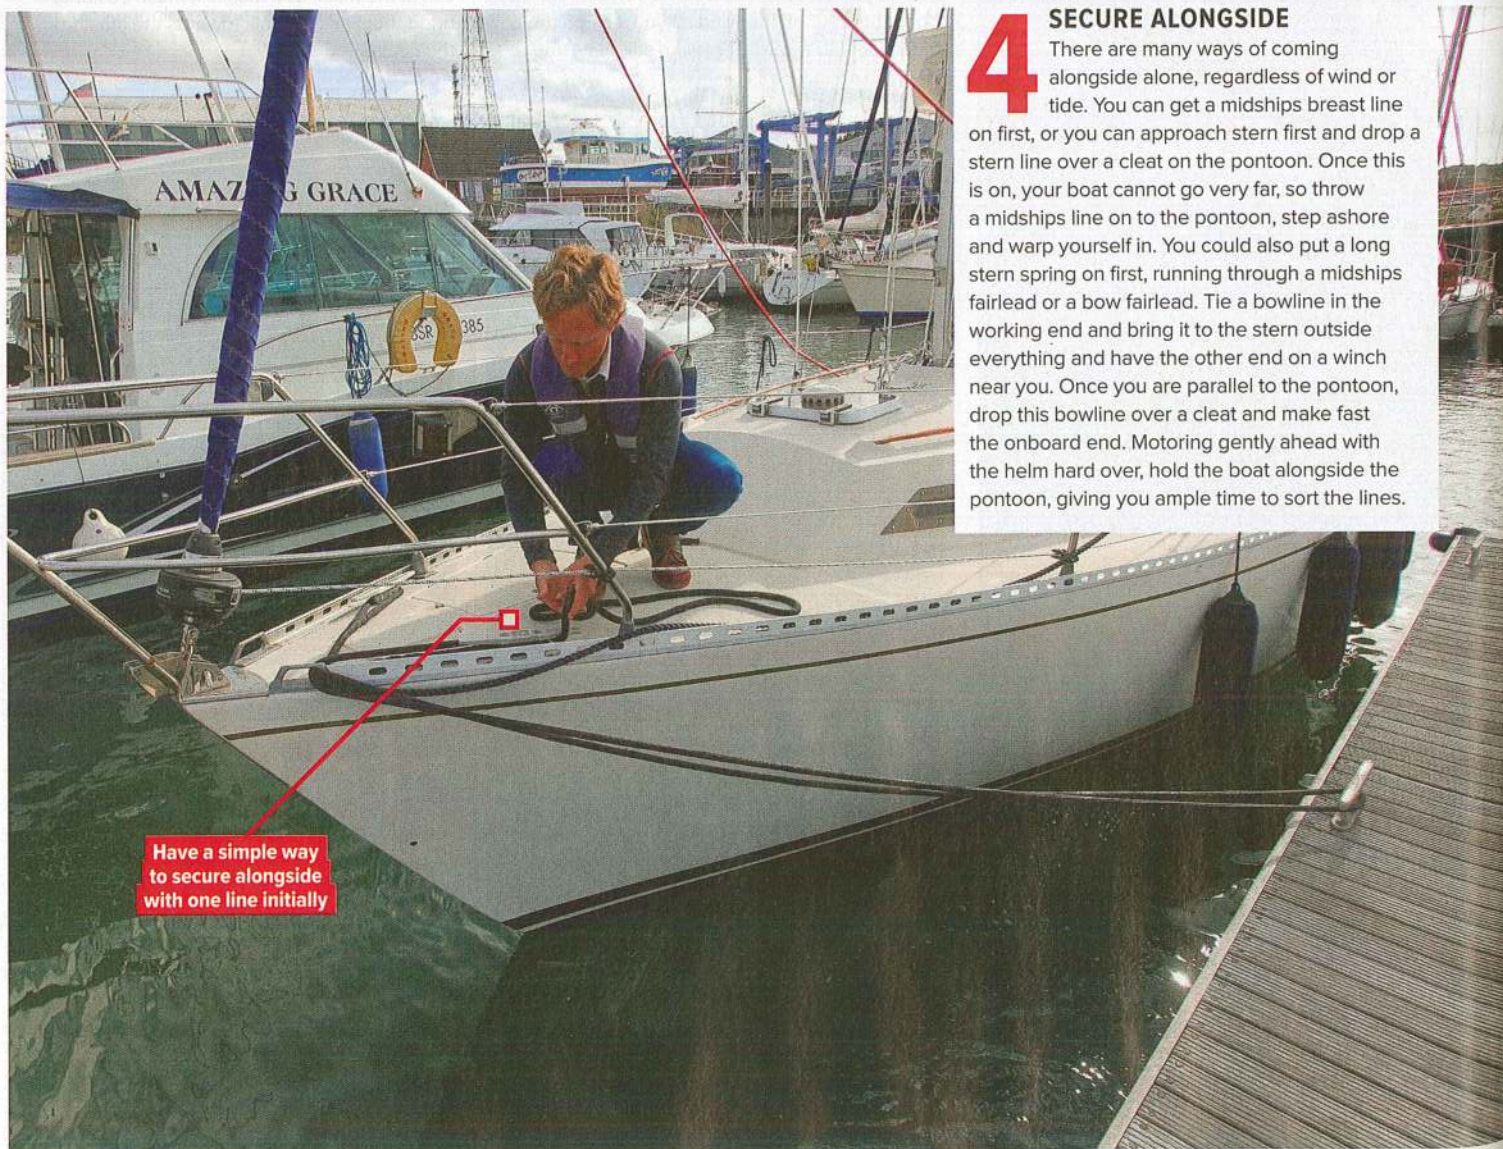 4
SECURE ALONGSIDE
There are many ways of coming
alongside alone, regardless of wind or
tide. You can get a midships breast line
on first, or you can approach stern first and drop a
stern line over a cleat on the pontoon. Once this
is on, your boat cannot go very far, so throw
a midships line on to the pontoon, step ashore
and warp yourself in. You could also put a long
stern spring on first, running through a midships
fairlead or a bow fairlead. Tie a bowline in the
working end and bring it to the stern outside
everything and have the other end on a winch
near you. Once you are parallel to the pontoon,
drop this bowline over a cleat and make fast
the onboard end. Motoring gently ahead with
the helm hard over, hold the boat alongside the
pontoon, giving you ample time to sort the lines.
AMAZ G GRACE
SSR 385
Have a simple way
to secure alongside
with one line initially